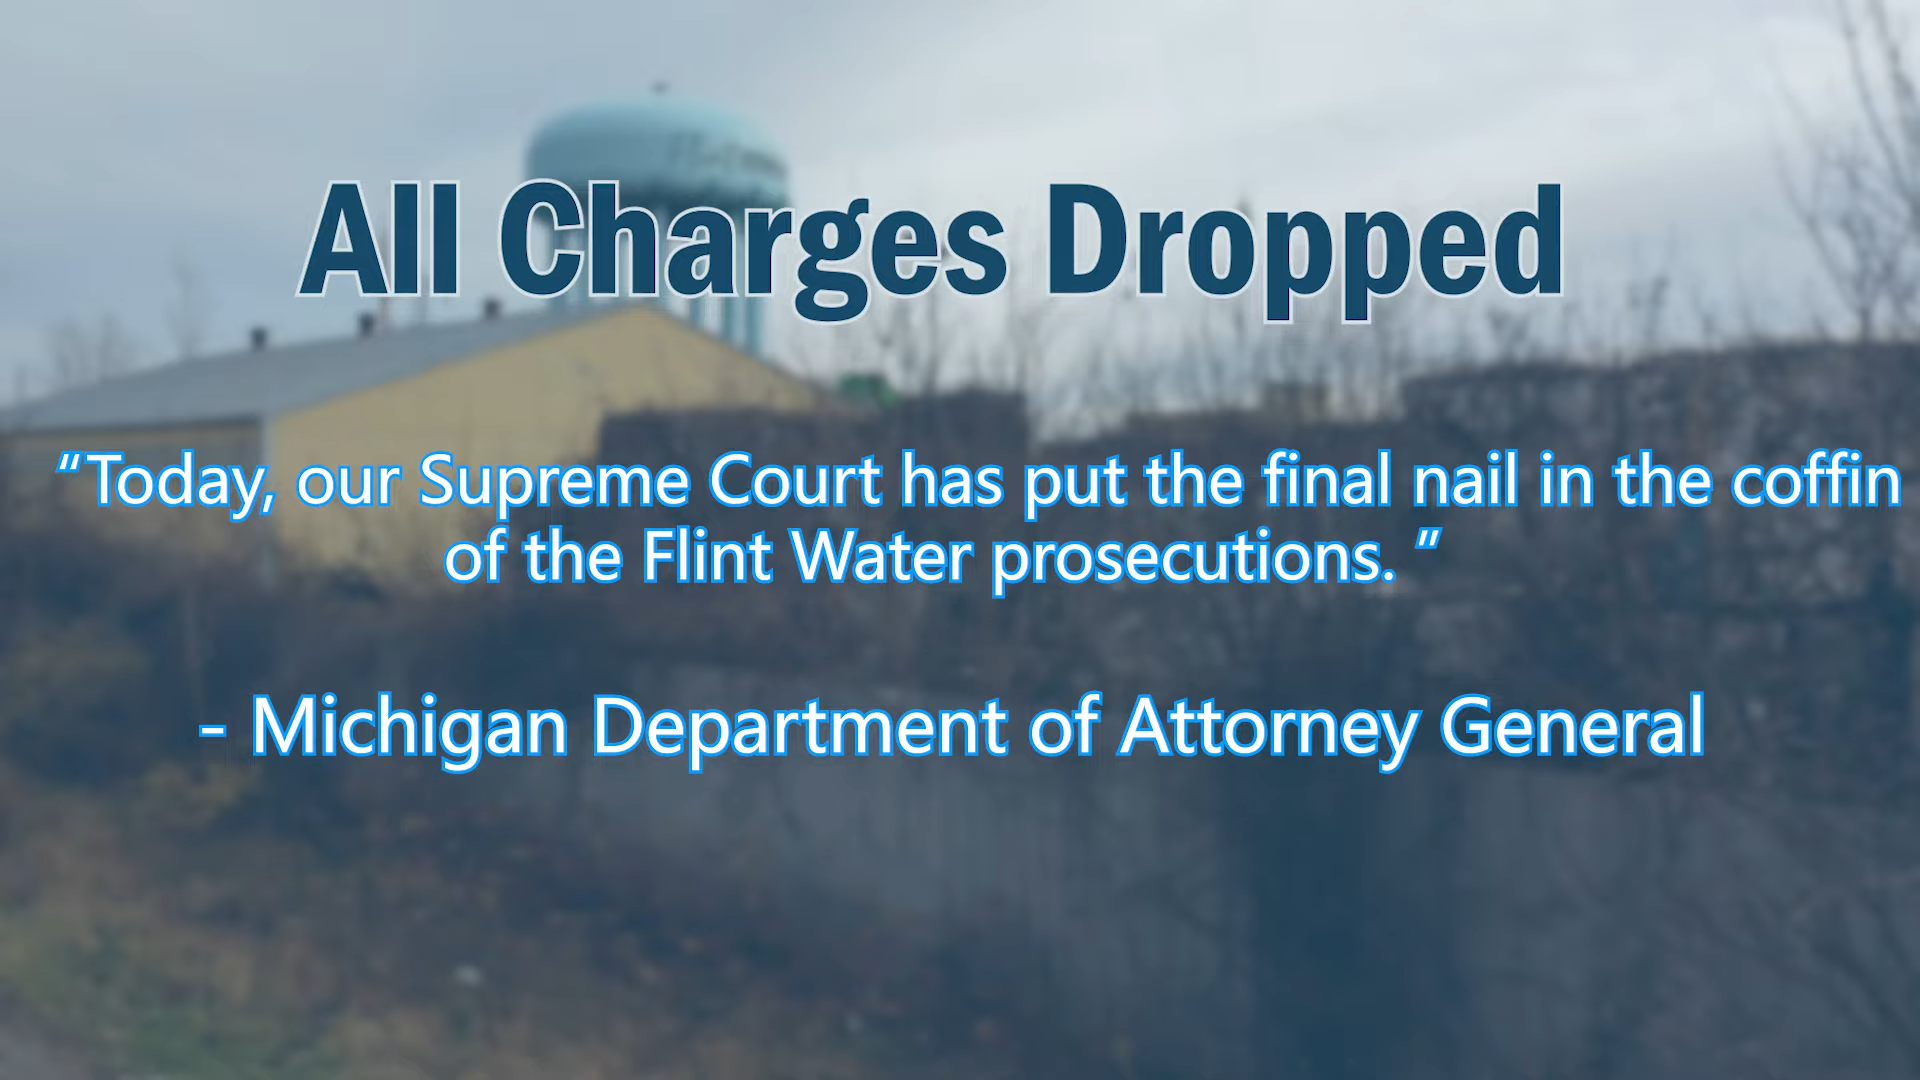 All Charges Dropped
“Today, our Supreme Court has put the final nail in the coffin
of the Flint Water prosecutions. ”
- Michigan Department of Attorney General